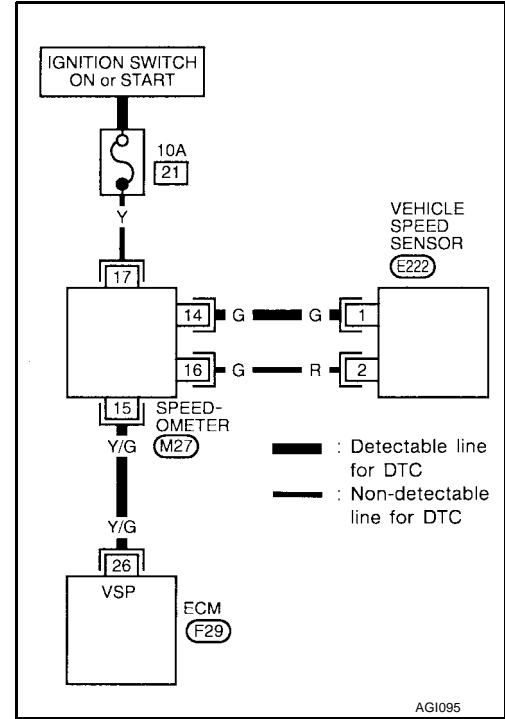 IGNITION SWITCH
ON or START
10A
21
Y
17
VEHICLE
SPEED
SENSOR
E222
14 G G 1
16 G R 2
15 SPEED-
OMETER
M27
Y/G
: Detectable line
for DTC
: Non-detectable
line for DTC
Y/G
26
VSP
ECM
F29
AGI095